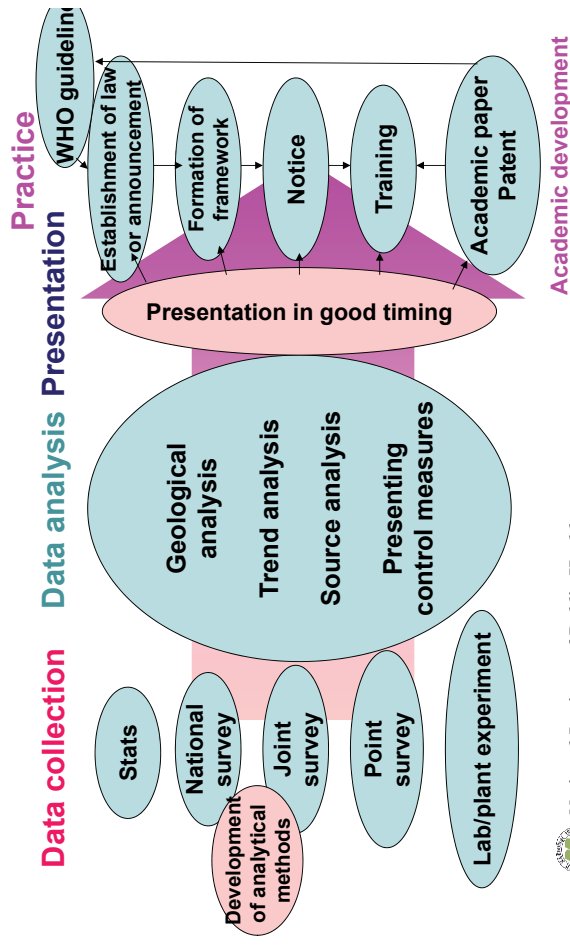 Data collection
Data analysis
Presentation
Practice
Stats
National
survey
Joint
survey
Point
survey
Lab/plant experiment
Development
of analytical
methods
Geological
analysis
Trend analysis
Source analysis
Presenting
control measures
Presentation in good timing
WHO guideline
Establishment of law
or announcement
Formation of
framework
Notice
Training
Academic paper
Patent
Academic development